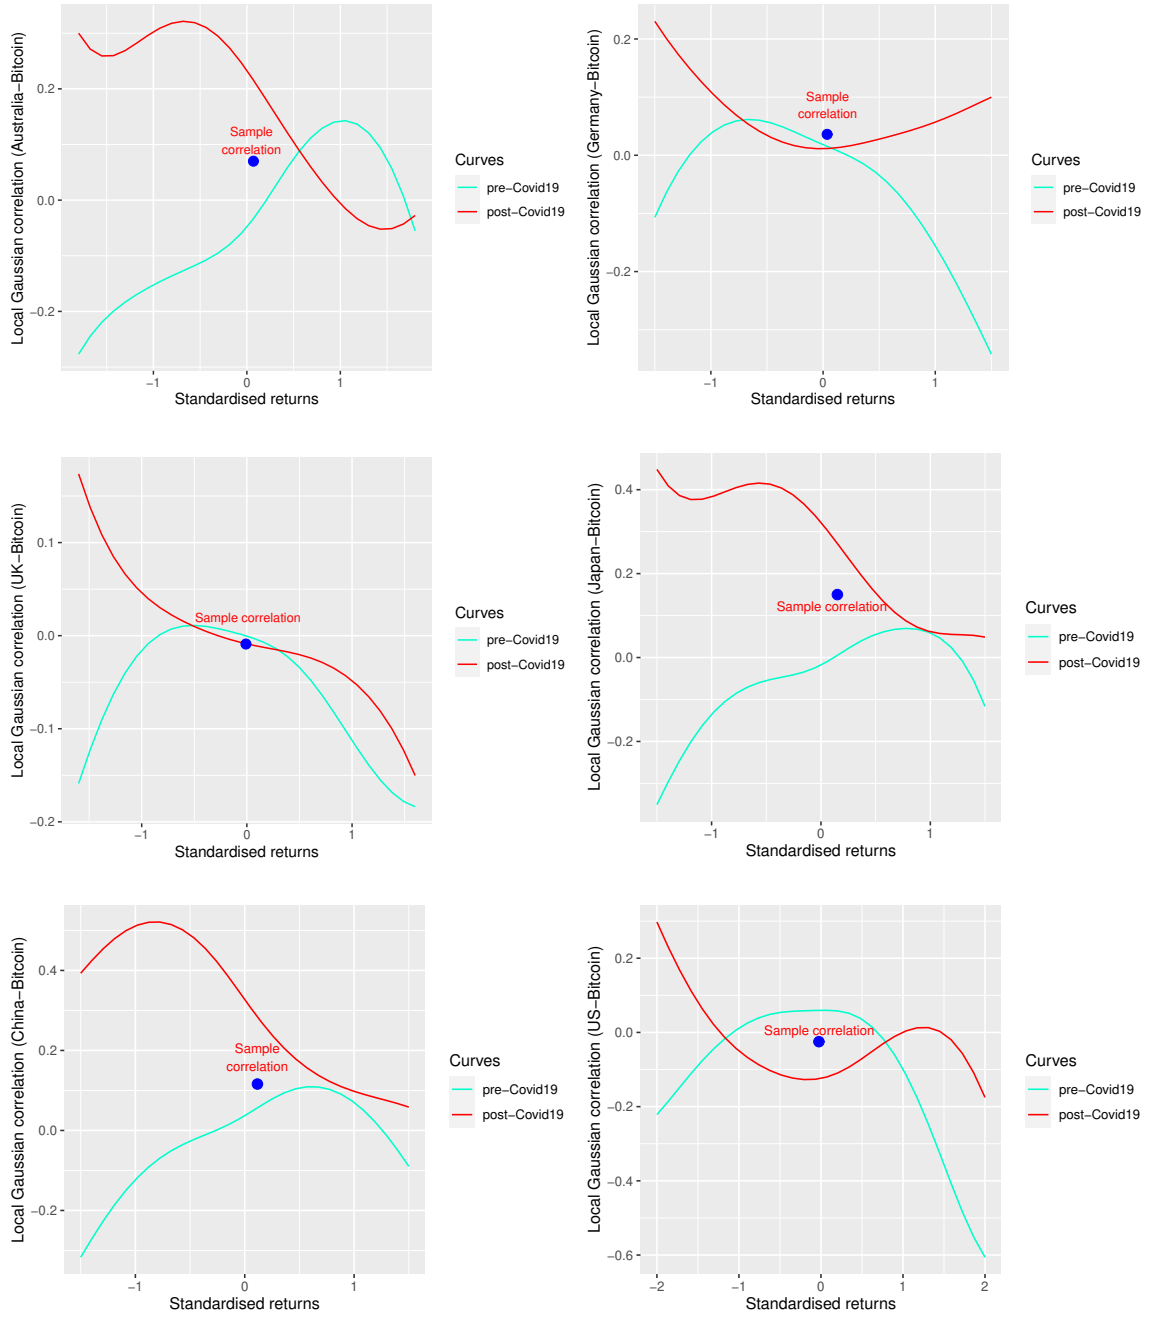 Local Gaussian correlation (Australia−Bitcoin)
0.2
0.0
−0.2
Sample
correlation
−1
0
1
Standardised returns
Curves
pre−Covid19
post−Covid19
Local Gaussian correlation (Germany−Bitcoin)
0.2
0.0
−0.2
Sample
correlation
−1
0
1
Standardised returns
Curves
pre−Covid19
post−Covid19
Local Gaussian correlation (UK−Bitcoin)
0.1
0.0
−0.1
−0.2
Sample correlation
−1
0
1
Standardised returns
Curves
pre−Covid19
post−Covid19
Local Gaussian correlation (Japan−Bitcoin)
0.4
0.2
0.0
−0.2
Sample correlation
−1
0
1
Standardised returns
Curves
pre−Covid19
post−Covid19
Local Gaussian correlation (China−Bitcoin)
0.4
0.2
0.0
−0.2
Sample
correlation
−1
0
1
Standardised returns
Curves
pre−Covid19
post−Covid19
Local Gaussian correlation (US−Bitcoin)
0.2
0.0
−0.2
−0.4
−0.6
Sample correlation
−2
−1
0
1
2
Standardised returns
Curves
pre−Covid19
post−Covid19